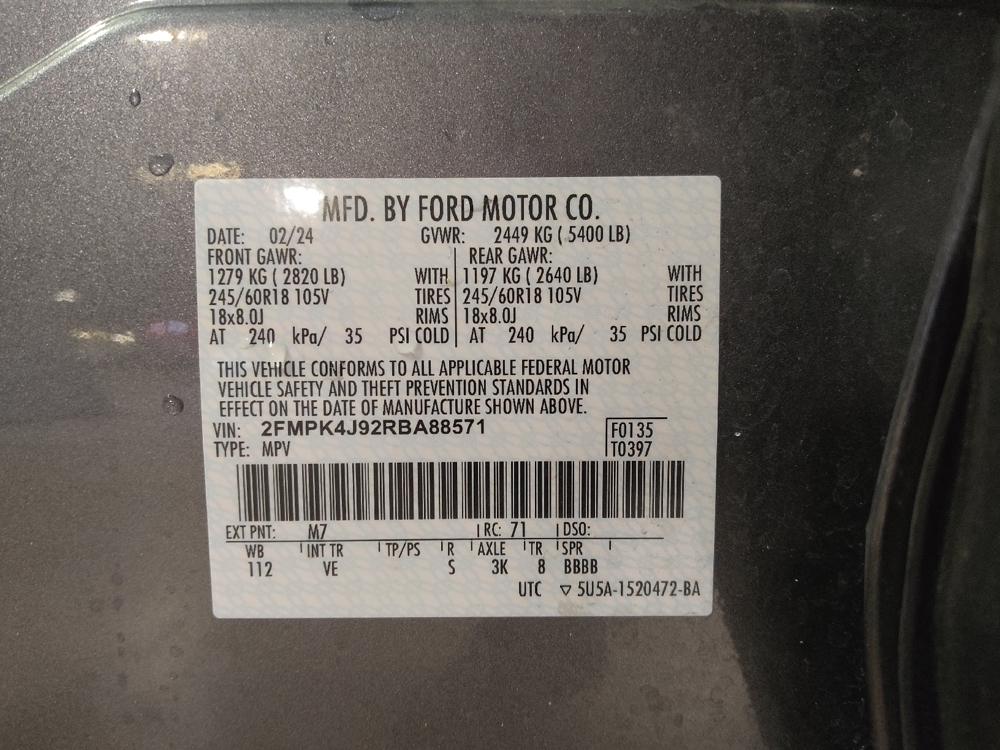 MFD. BY FORD MOTOR CO.
DATE: 02/24 GVWR: 2449 KG ( 5400 LB)
FRONT GAWR: REAR GAWR:
1279 KG ( 2820 LB) WITH 1197 KG ( 2640 LB) WITH
245/60R18 105V TIRES 245/60R18 105V TIRES
18x8.0J RIMS 18x8.0J RIMS
AT 240 kPa/ 35 PSI COLD AT 240 kPa/ 35 PSI COLD
THIS VEHICLE CONFORMS TO ALL APPLICABLE FEDERAL MOTOR
VEHICLE SAFETY AND THEFT PREVENTION STANDARDS IN
EFFECT ON THE DATE OF MANUFACTURE SHOWN ABOVE.
VIN: 2FMPK4J92RBA88571 F0135
TYPE: MPV T0397
EXT PNT: M7 RC: 71 DSO:
WB INT TR TP/PS R AXLE TR SPR
112 VE S 3K 8 BBBB
UTC ▽ 5U5A-1520472-BA